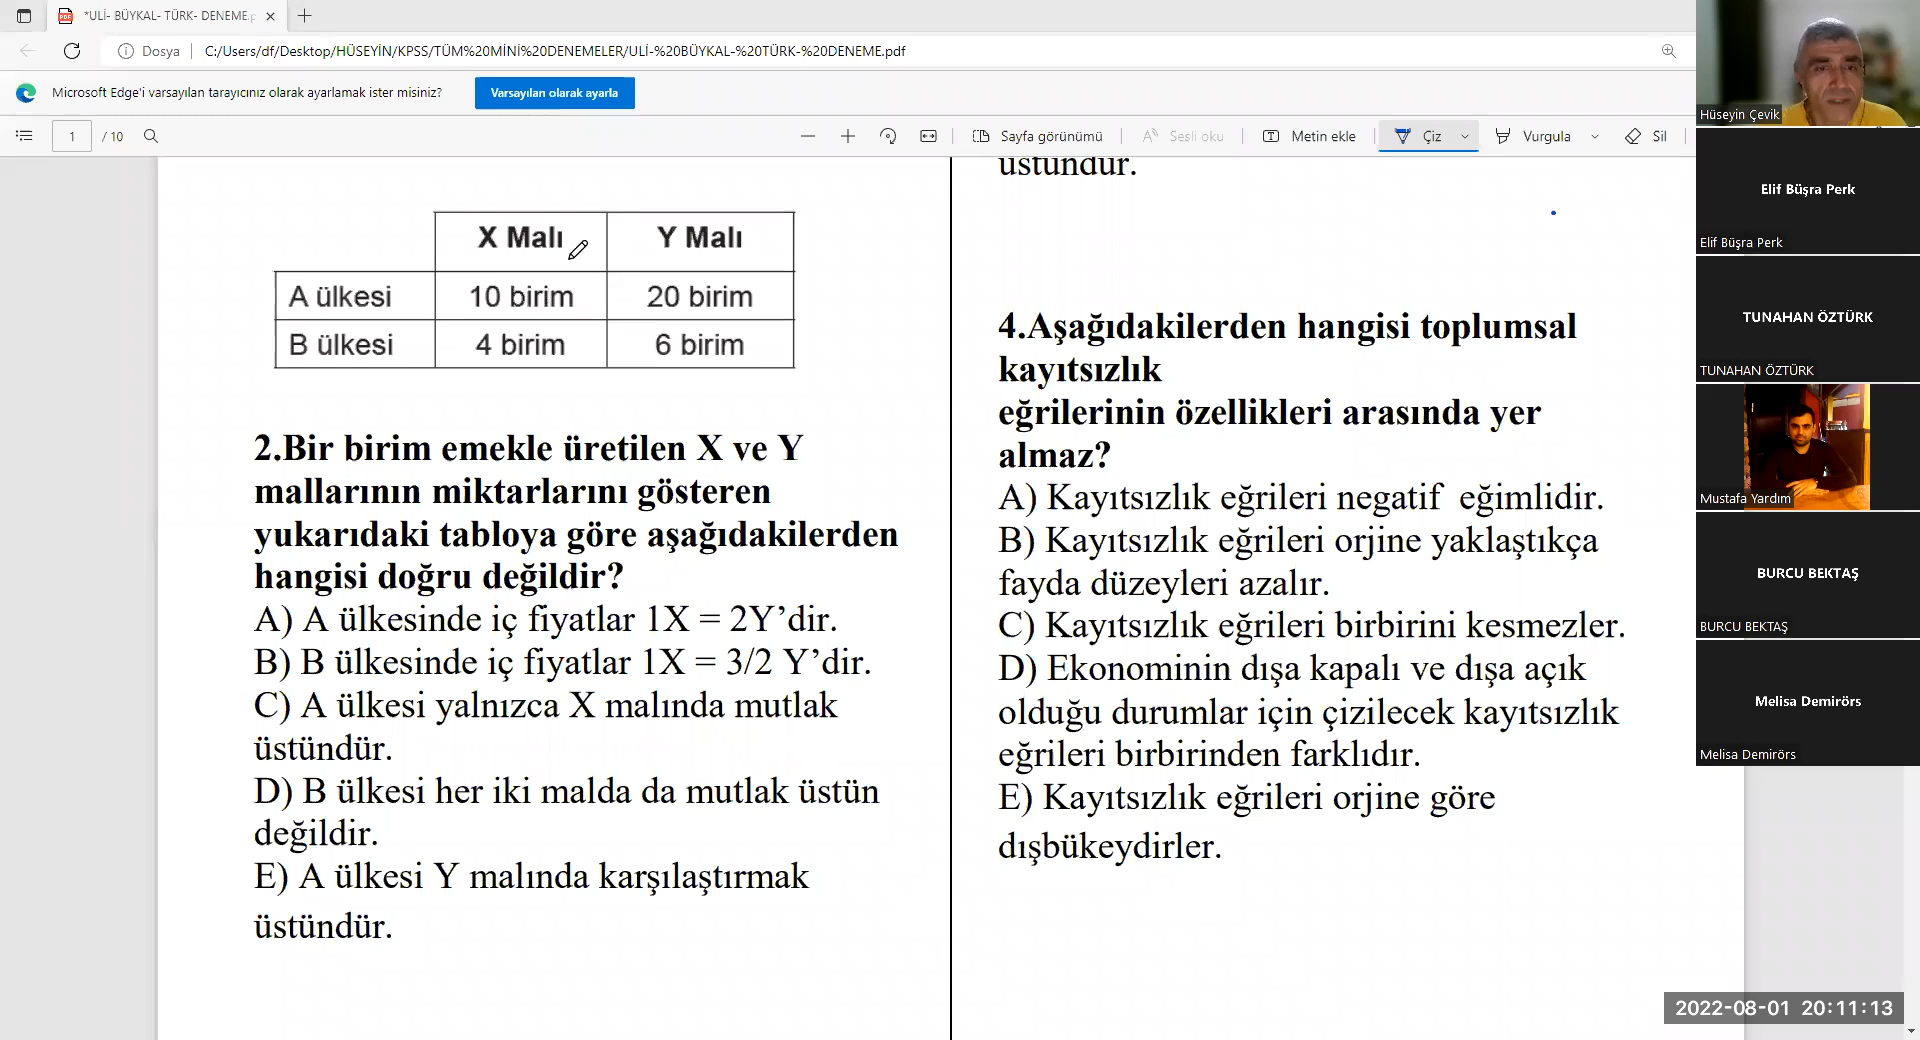 *ULİ- BÜYKAL- TÜRK- DENEME.p
Dosya
C:/Users/df/Desktop/HÜSEYİN/KPSS/TÜM%20MİNİ%20DENEMELER/ULİ-%20BÜYKAL-%20TÜRK-%20DENEME.pdf
Microsoft Edge'i varsayılan tarayıcınız olarak ayarlamak ister misiniz?
Varsayılan olarak ayarla
1 / 10
Sayfa görünümü
Sesli oku
Metin ekle
Çiz
Vurgula
Sil
X Malı Y Malı
A ülkesi 10 birim 20 birim
B ülkesi 4 birim 6 birim
2.Bir birim emekle üretilen X ve Y
mallarının miktarlarını gösteren
yukarıdaki tabloya göre aşağıdakilerden
hangisi doğru değildir?
A) A ülkesinde iç fiyatlar 1X = 2Y’dir.
B) B ülkesinde iç fiyatlar 1X = 3/2 Y’dir.
C) A ülkesi yalnızca X malında mutlak
üstündür.
D) B ülkesi her iki malda da mutlak üstün
değildir.
E) A ülkesi Y malında karşılaştırmak
üstündür.
üstündür.
4.Aşağıdakilerden hangisi toplumsal
kayıtsızlık
eğrilerinin özellikleri arasında yer
almaz?
A) Kayıtsızlık eğrileri negatif eğimlidir.
B) Kayıtsızlık eğrileri orjine yaklaştıkça
fayda düzeyleri azalır.
C) Kayıtsızlık eğrileri birbirini kesmezler.
D) Ekonominin dışa kapalı ve dışa açık
olduğu durumlar için çizilecek kayıtsızlık
eğrileri birbirinden farklıdır.
E) Kayıtsızlık eğrileri orjine göre
dışbükeydirler.
Hüseyin Çevik
Elif Büşra Perk
Elif Büşra Perk
TUNAHAN ÖZTÜRK
TUNAHAN ÖZTÜRK
Mustafa Yardım
BURCU BEKTAŞ
BURCU BEKTAŞ
Melisa Demirörs
Melisa Demirörs
2022-08-01 20:11:13